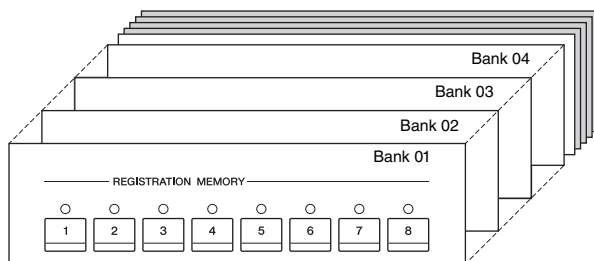 Bank 04
Bank 03
Bank 02
Bank 01
REGISTRATION MEMORY
1 2 3 4 5 6 7 8